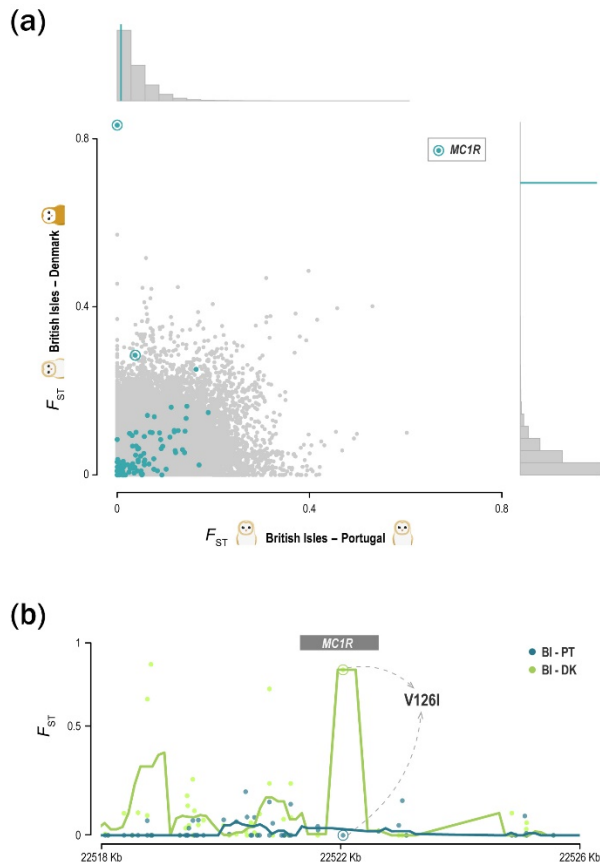 (a)
0.8
MC1R
British Isles – Denmark
0.4
FST
0
0
0.4
0.8
FST British Isles – Portugal
(b)
1
MC1R
BI - PT
BI - DK
V126I
FST
0.5
0
22518 Kb
22522 Kb
22526 Kb